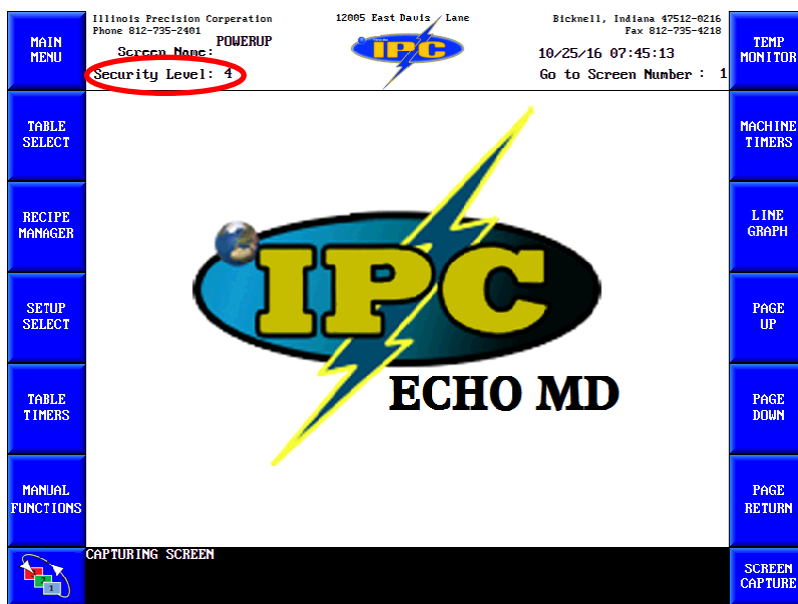 Illinois Precision Corperation
12005 East Davis Lane
Bicknell, Indiana 47512-0216
Phone 812-735-2401
Fax 812-735-4218
Screen Name: POWERUP
IPC
10/25/16 07:45:13
Security Level: 4
Go to Screen Number : 1
MAIN
MENU
TABLE
SELECT
RECIPE
MANAGER
SETUP
SELECT
TABLE
TIMERS
MANUAL
FUNCTIONS
IPC
ECHO MD
TEMP
MONITOR
MACHINE
TIMERS
LINE
GRAPH
PAGE
UP
PAGE
DOWN
PAGE
RETURN
SCREEN
CAPTURE
CAPTURING SCREEN
1